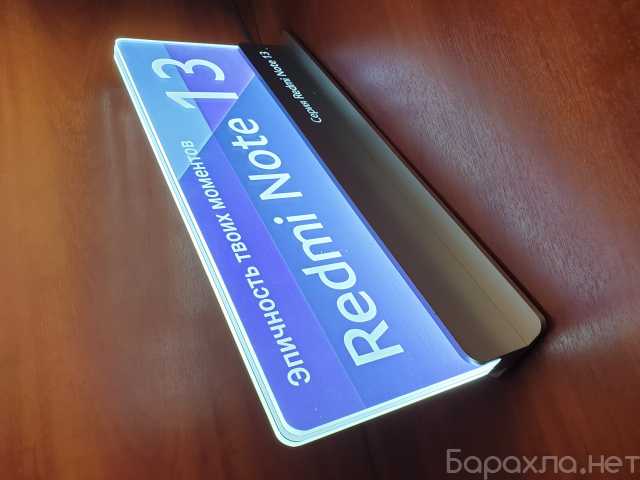 Redmi Note 13
ЭПИЧНОСТЬ ТВОИХ МОМЕНТОВ
Серия Redmi Note 13.
Барахла.нет